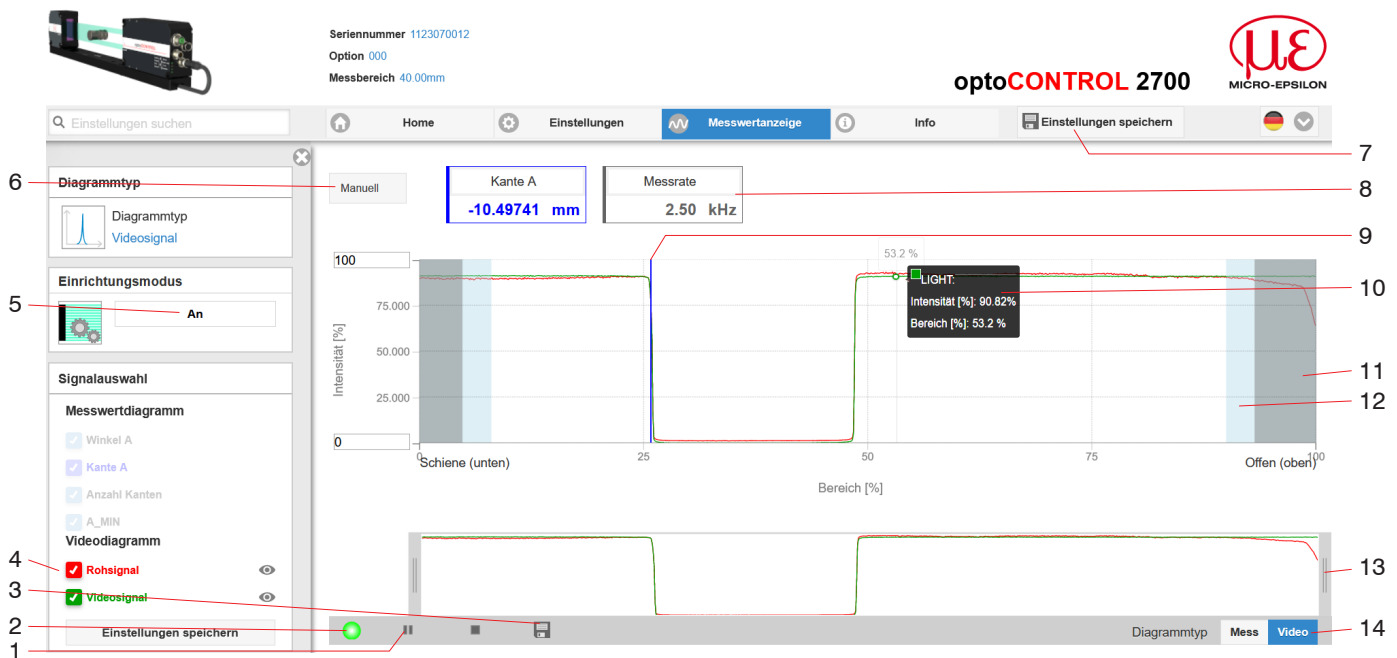 Seriennummer 1123070012
Option 000
Messbereich 40.00mm
optoCONTROL 2700
με
MICRO-EPSILON
Einstellungen suchen
Home
Einstellungen
Messwertanzeige
Info
Einstellungen speichern
7
6
Diagrammtyp
Diagrammtyp
Videosignal
Manuell
Kante A
-10.49741 mm
Messrate
2.50 kHz
8
9
5
Einrichtungsmodus
An
100
75.000
50.000
25.000
0
Intensität [%]
53.2 %
LIGHT:
Intensität [%]: 90.82%
Bereich [%]: 53.2 %
10
11
12
0
25
50
75
100
Schiene (unten)
Offen (oben)
Bereich [%]
Signalauswahl
Messwertdiagramm
Winkel A
Kante A
Anzahl Kanten
A_MIN
Videodiagramm
4
Rohsignal
3
Videosignal
2
Einstellungen speichern
1
13
Diagrammtyp
Mess
Video
14